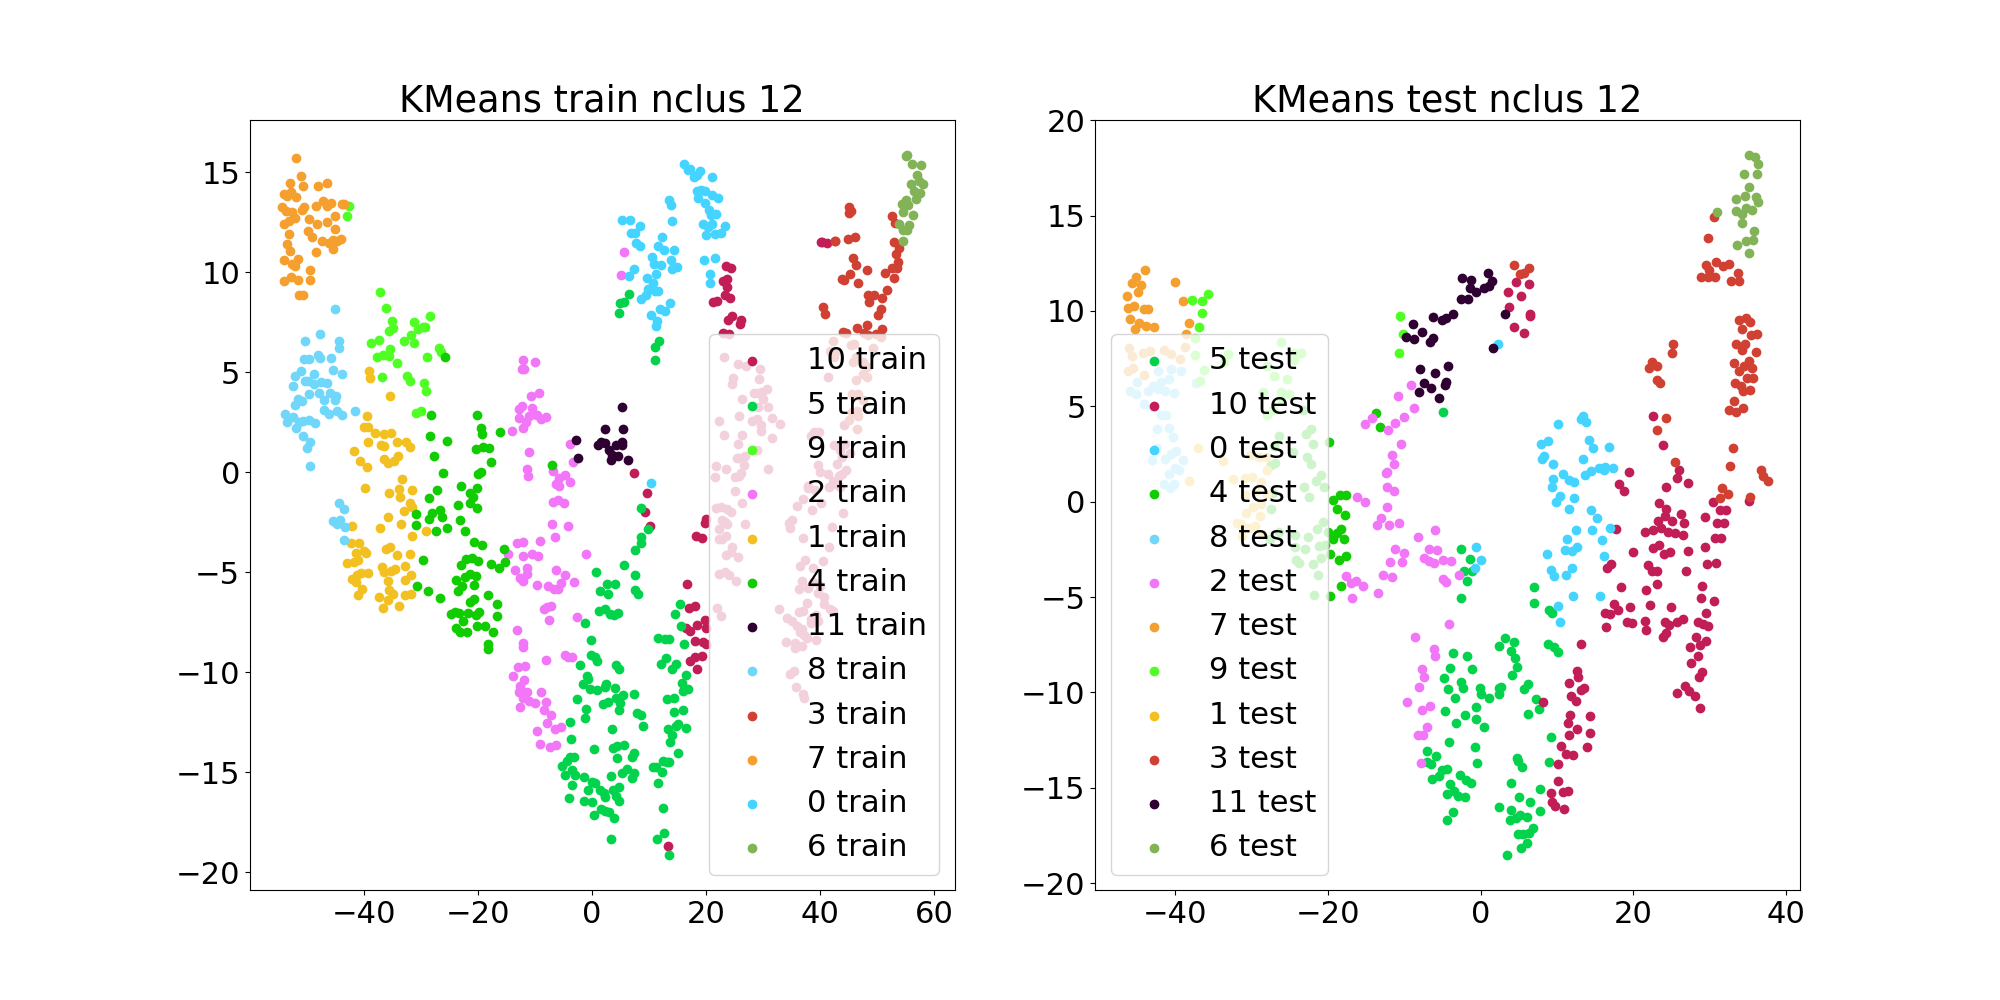 KMeans train nclus 12
15
10
5
0
−5
−10
−15
−20
−40
−20
0
20
40
60
10 train
5 train
9 train
2 train
1 train
4 train
11 train
8 train
3 train
7 train
0 train
6 train
KMeans test nclus 12
20
15
10
5
0
−5
−10
−15
−20
−40
−20
0
20
40
5 test
10 test
0 test
4 test
8 test
2 test
7 test
9 test
1 test
3 test
11 test
6 test